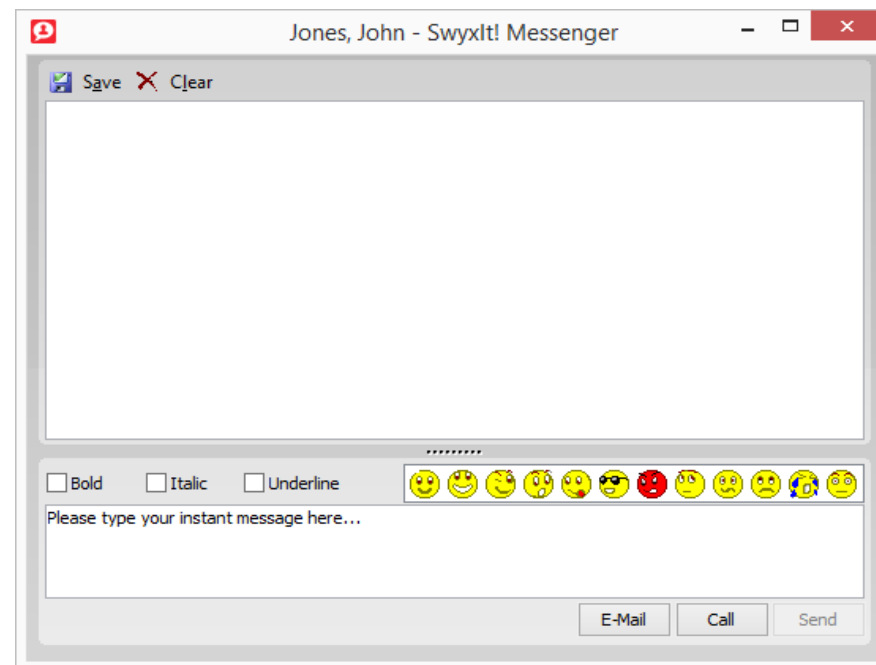 Jones, John - SwyxIt! Messenger
Save Clear
Bold Italic Underline
Please type your instant message here...
E-Mail Call Send